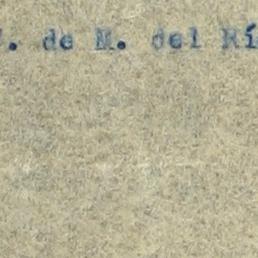 . de M. del Rí